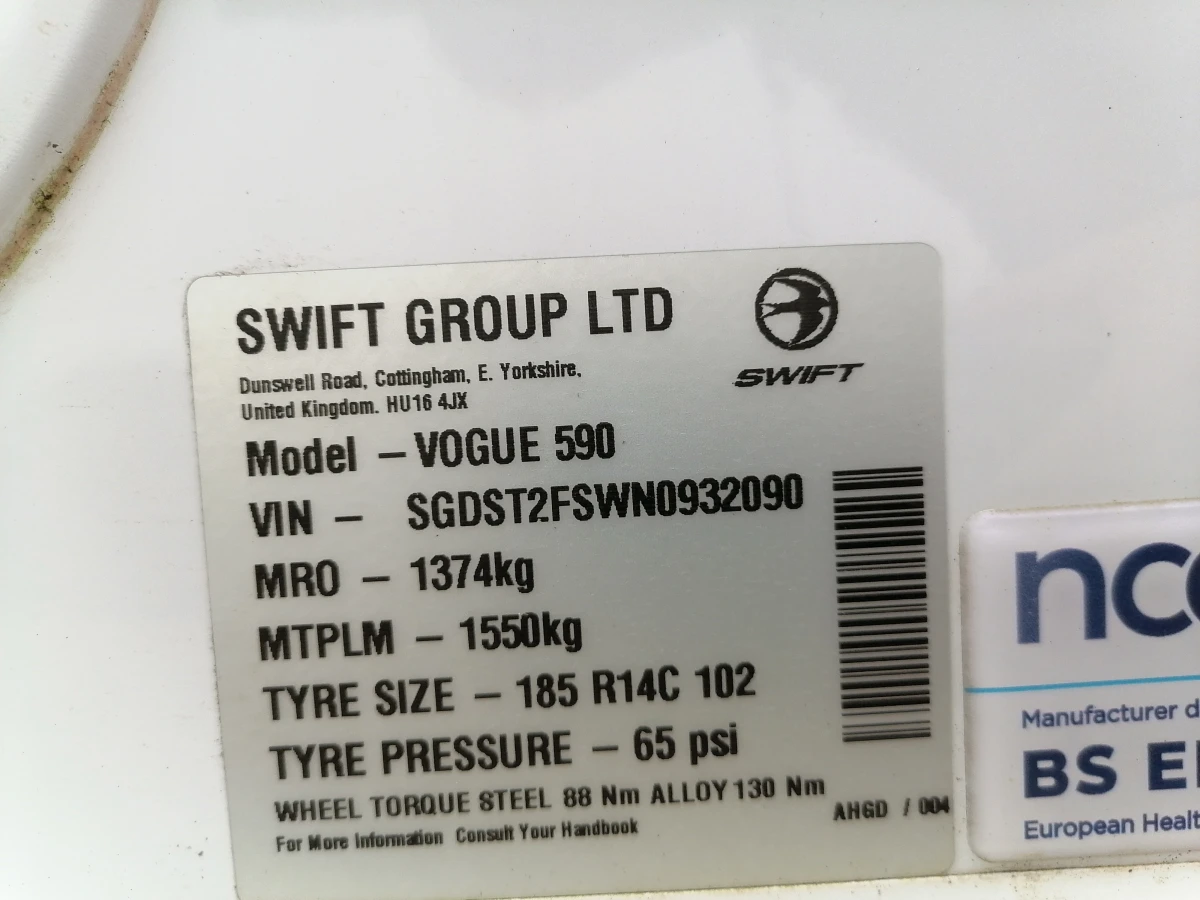 SWIFT GROUP LTD
SWIFT
Dunswell Road, Cottingham, E. Yorkshire,
United Kingdom. HU16 4JX
Model – VOGUE 590
VIN – SGDST2FSWN0932090
MRO – 1374kg
MTPLM – 1550kg
TYRE SIZE – 185 R14C 102
TYRE PRESSURE – 65 psi
WHEEL TORQUE STEEL 88 Nm ALLOY 130 Nm
For More Information Consult Your Handbook
AHGD / 004
ncc
Manufacturer d
BS E
European Healt